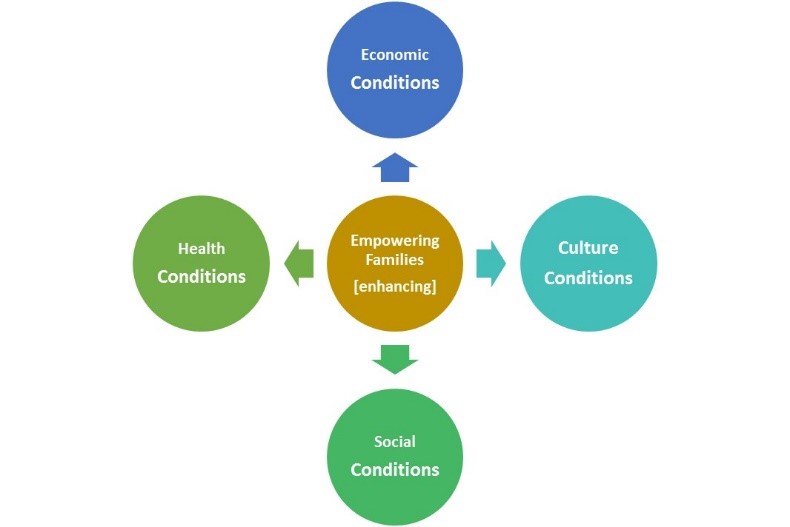 Economic
Conditions
Health
Conditions
Empowering
Families
[enhancing]
Culture
Conditions
Social
Conditions